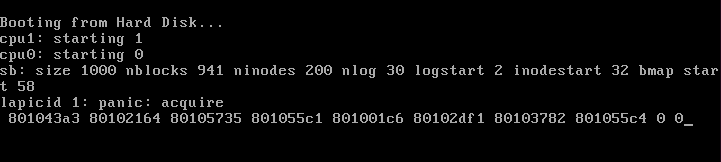 Booting from Hard Disk...
cpu1: starting 1
cpu0: starting 0
sb: size 1000 nblocks 941 ninodes 200 nlog 30 logstart 2 inodestart 32 bmap star
t 58
lapicid 1: panic: acquire
 801043a3 80102164 80105735 801055c1 801001c6 80102df1 80103782 801055c4 0 0_